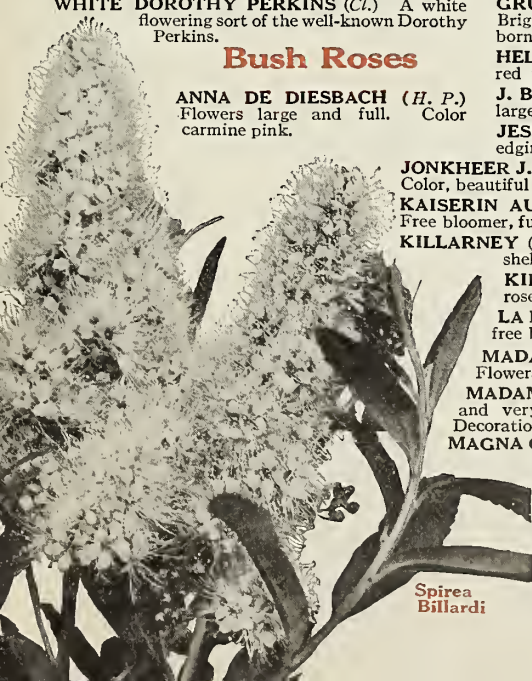 WHITE DOROTHY PERKINS (Cl.) A white
flowering sort of the well-known Dorothy
Perkins.
Bush Roses
ANNA DE DIESBACH (H. P.)
Flowers large and full. Color
carmine pink.
GRU
Brig
born
HEL
red
J. B
large
JES
edgi
JONKHEER J.
Color, beautiful
KAISERIN AU
Free bloomer, fu
KILLARNEY (
shel
KI
rose
LA
free
MADA
Flower
MADAM
and very
Decoratio
MAGNA
Spirea
Billardi